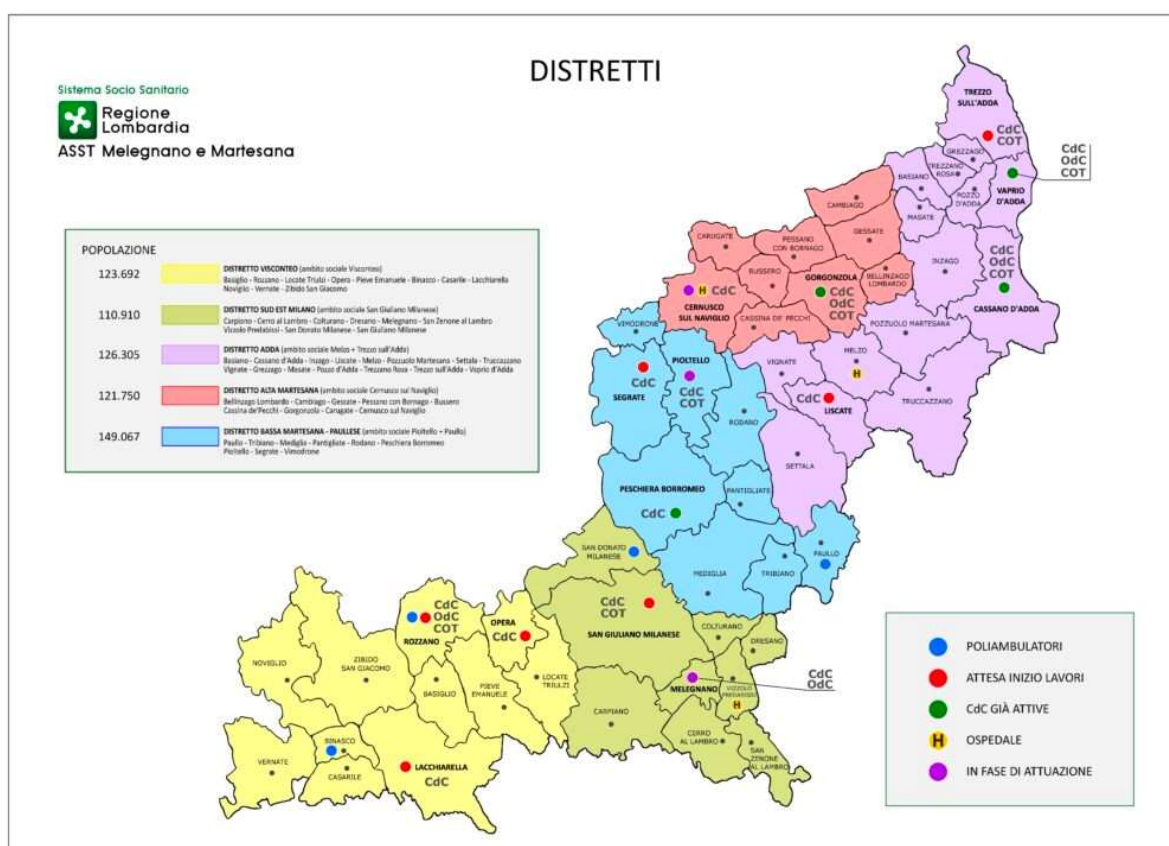 DISTRETTI
Sistema Socio Sanitario
Regione
Lombardia
ASST Melegnano e Martesana
POPOLAZIONE
123.692
DISTRETTO VISCONTEO (ambito sociale Visconteo)
Basiglio - Rozzano - Locate Triulzi - Opera - Pieve Emanuele - Binasco - Casarile - Lacchiarella
Noviglio - Vernate - Zibido San Giacomo
110.910
DISTRETTO SUD EST MILANO (ambito sociale San Giuliano Milanese)
Carpiano - Cerro al Lambro - Colturano - Dresano - Melegnano - San Zenone al Lambro
Vizzolo Predabissi - San Donato Milanese - San Giuliano Milanese
126.305
DISTRETTO ADDA (ambito sociale Melzo + Trezzo sull'Adda)
Basiano - Cassano d'Adda - Inzago - Liscate - Melzo - Pozzuolo Martesana - Settala - Truccazzano
Vignate - Grezzago - Masate - Pozzo d'Adda - Trezzano Rosa - Trezzo sull'Adda - Vaprio d'Adda
121.750
DISTRETTO ALTA MARTESANA (ambito sociale Cernusco sul Naviglio)
Bellinzago Lombardo - Cambiago - Gessate - Pessano con Bornago - Bussero
Cassina de'Pecchi - Gorgonzola - Carugate - Cernusco sul Naviglio
149.067
DISTRETTO BASSA MARTESANA - PAULLESE (ambito sociale Pioltello + Paullo)
Paullo - Tribiano - Mediglia - Pantigliate - Rodano - Peschiera Borromeo
Pioltello - Segrate - Vimodrone
TREZZO
SULL'ADDA
CdC
COT
GREZZAGO
TREZZANO
ROSA
BASIANO
POZZO
D'ADDA
MASATE
VAPRIO
D'ADDA
CdC
OdC
COT
CAMBIAGO
GESSATE
CARUGATE
PESSANO
CON BORNAGO
BUSSERO
GORGONZOLA
CdC
OdC
COT
BELLINZAGO
LOMBARDO
INZAGO
CdC
OdC
COT
CASSANO D'ADDA
H CdC
CERNUSCO
SUL NAVIGLIO
CASSINA DE' PECCHI
VIMODRONE
PIOLTELLO
CdC
COT
CdC
SEGRATE
POZZUOLO MARTESANA
VIGNATE
MELZO
H
CdC
LISCATE
TRUCCAZZANO
RODANO
SETTALA
PESCHIERA BORROMEO
CdC
PANTIGLIATE
SAN DONATO
MILANESE
MEDIGLIA
TRIBIANO
PAULLO
CdC
COT
SAN GIULIANO MILANESE
COLTURANO
DRESANO
MELEGNANO
CdC
OdC
VIZZOLO
PREDABISSI
H
CARPIANO
CERRO
AL LAMBRO
SAN
ZENONE
AL LAMBRO
CdC
OdC
COT
ROZZANO
OPERA
CdC
NOVIGLIO
ZIBIDO
SAN GIACOMO
BASIGLIO
PIEVE
EMANUELE
LOCATE
TRIULZI
VERNATE
BINASCO
CASARILE
LACCHIARELLA
CdC
POLIAMBULATORI
ATTESA INIZIO LAVORI
CdC GIÀ ATTIVE
H OSPEDALE
IN FASE DI ATTUAZIONE